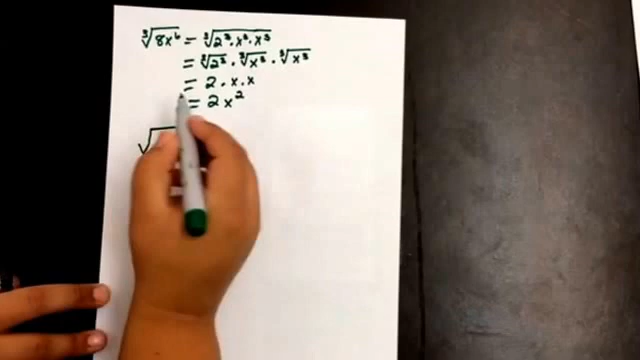 ∛8x⁶ = ∛2³·x³·x³
= ∛2³ · ∛x³ · ∛x³
= 2 · x · x
= 2x²
√